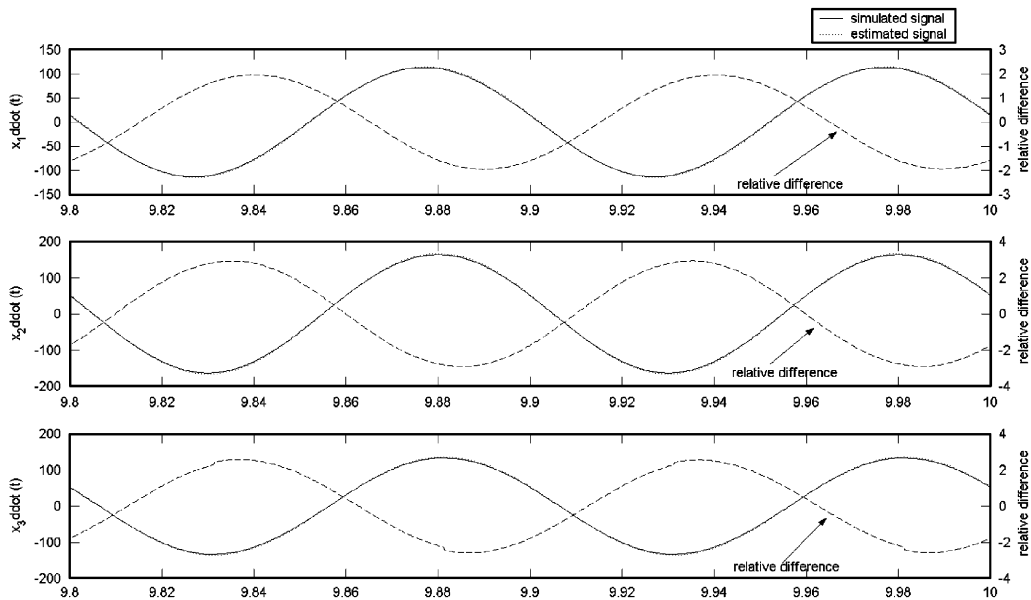 simulated signal
estimated signal
150
100
50
0
-50
-100
-150
x1ddot (t)
3
2
1
0
-1
-2
-3
relative difference
relative difference
9.8 9.82 9.84 9.86 9.88 9.9 9.92 9.94 9.96 9.98 10
200
100
0
-100
-200
x2ddot (t)
4
2
0
-2
-4
relative difference
relative difference
9.8 9.82 9.84 9.86 9.88 9.9 9.92 9.94 9.96 9.98 10
200
100
0
-100
-200
x3ddot (t)
4
2
0
-2
-4
relative difference
relative difference
9.8 9.82 9.84 9.86 9.88 9.9 9.92 9.94 9.96 9.98 10